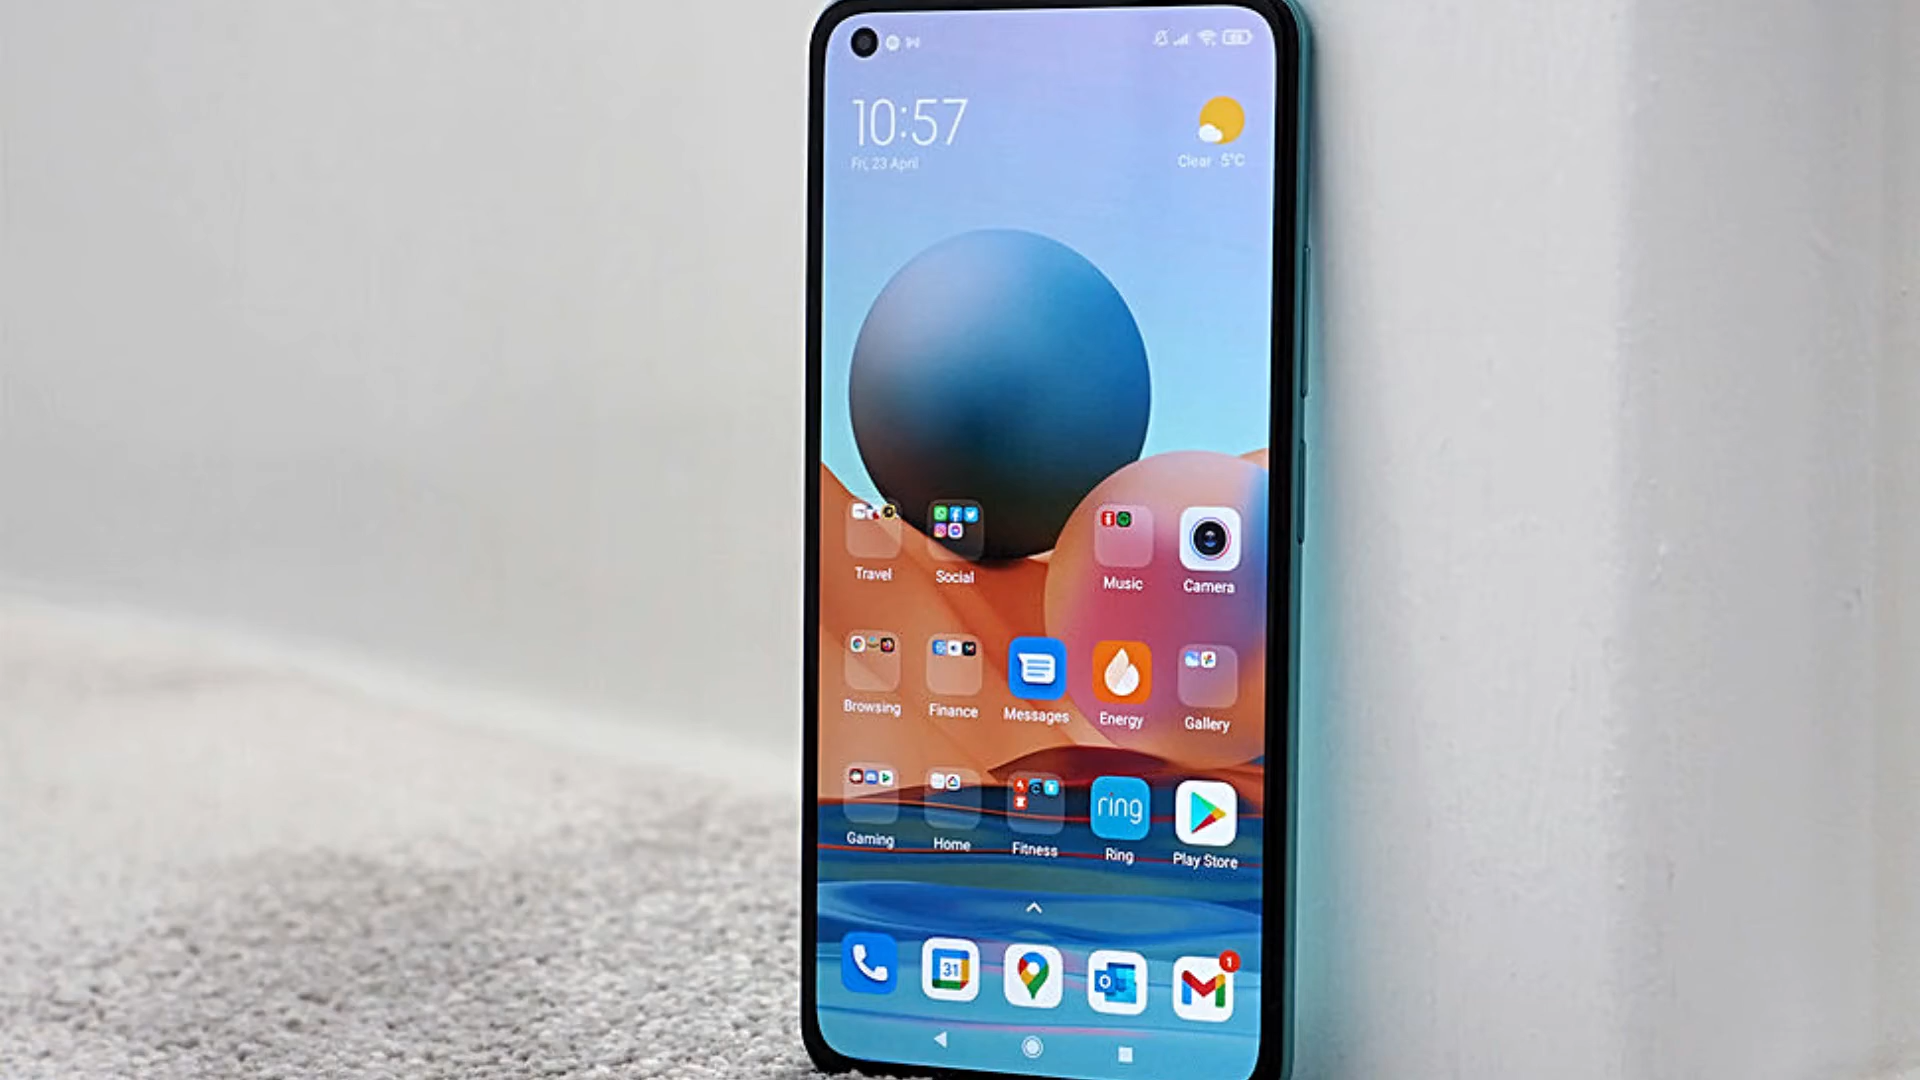 10:57
Fri, 23 April
Clear 5°C
Travel Social Music Camera
Browsing Finance Messages Energy Gallery
ring
Gaming Home Fitness Ring Play Store
31
1